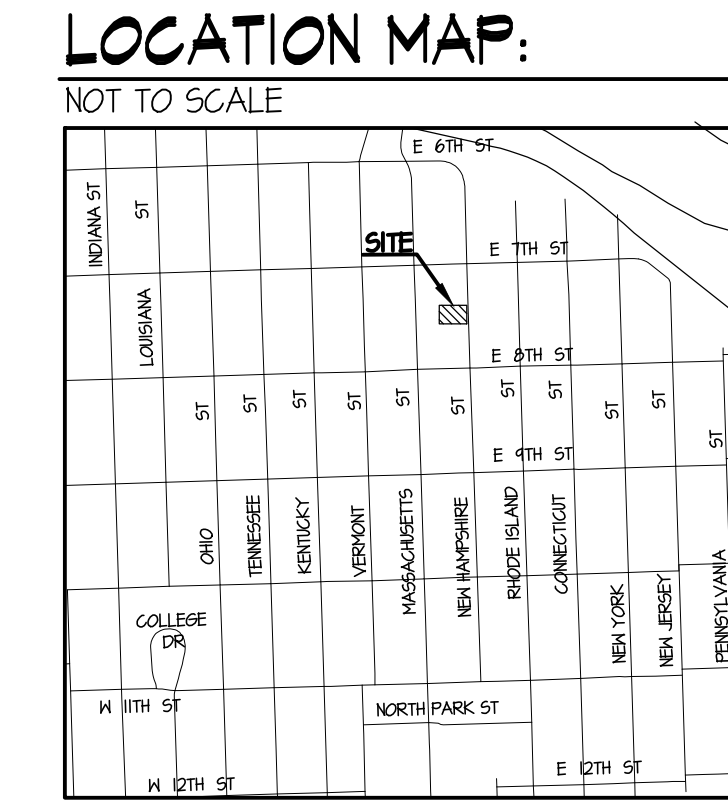 LOCATION MAP:
NOT TO SCALE
E 6TH ST
INDIANA ST
LOUISIANA ST
SITE
E 7TH ST
E 8TH ST
E 9TH ST
OHIO ST
TENNESSEE ST
KENTUCKY ST
VERMONT ST
MASSACHUSETTS ST
NEW HAMPSHIRE ST
RHODE ISLAND ST
CONNECTICUT ST
NEW YORK ST
NEW JERSEY ST
PENNSYLVANIA ST
COLLEGE
DR
W 11TH ST
NORTH PARK ST
E 12TH ST
W 12TH ST